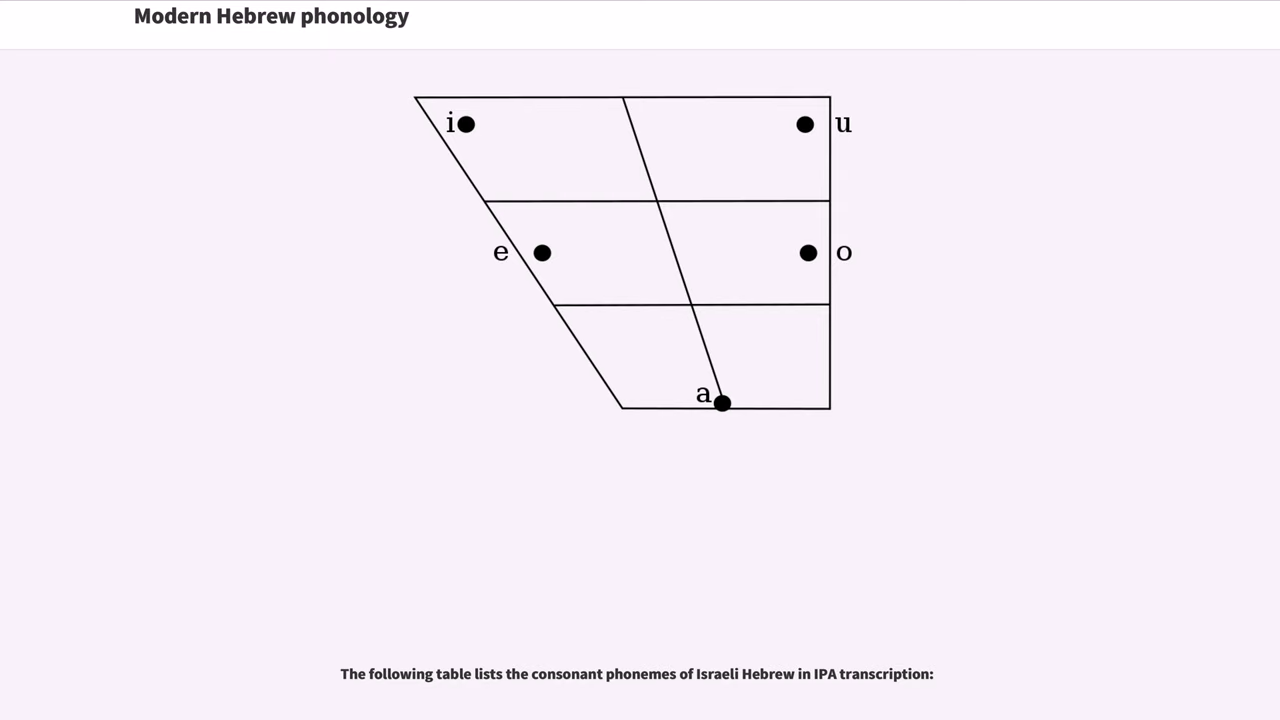 Modern Hebrew phonology
i u
e o
a
The following table lists the consonant phonemes of Israeli Hebrew in IPA transcription: